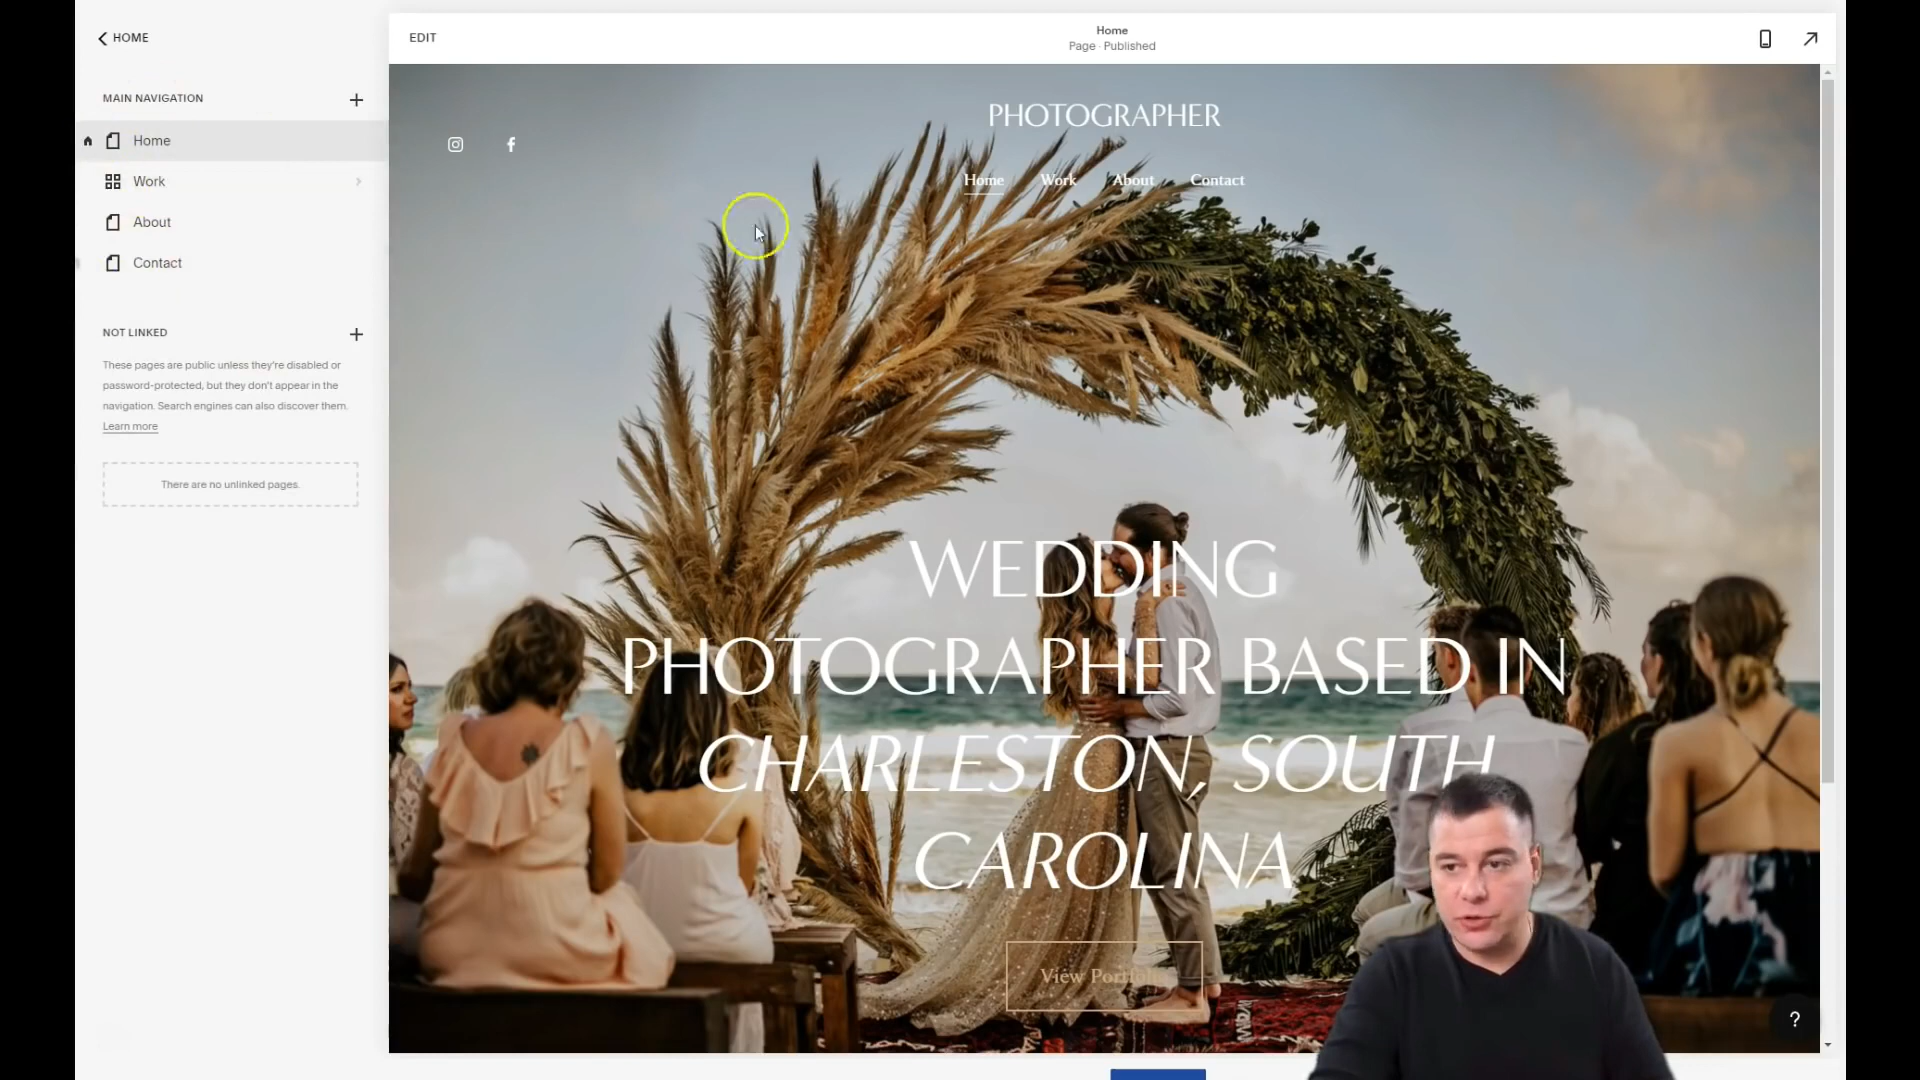 HOME
MAIN NAVIGATION
Home
Work
About
Contact
NOT LINKED
These pages are public unless they're disabled or
password-protected, but they don't appear in the
navigation. Search engines can also discover them.
Learn more
There are no unlinked pages.
EDIT
Home
Page · Published
PHOTOGRAPHER
Home Work About Contact
WEDDING
PHOTOGRAPHER BASED IN
CHARLESTON, SOUTH
CAROLINA
View Portfolio
?